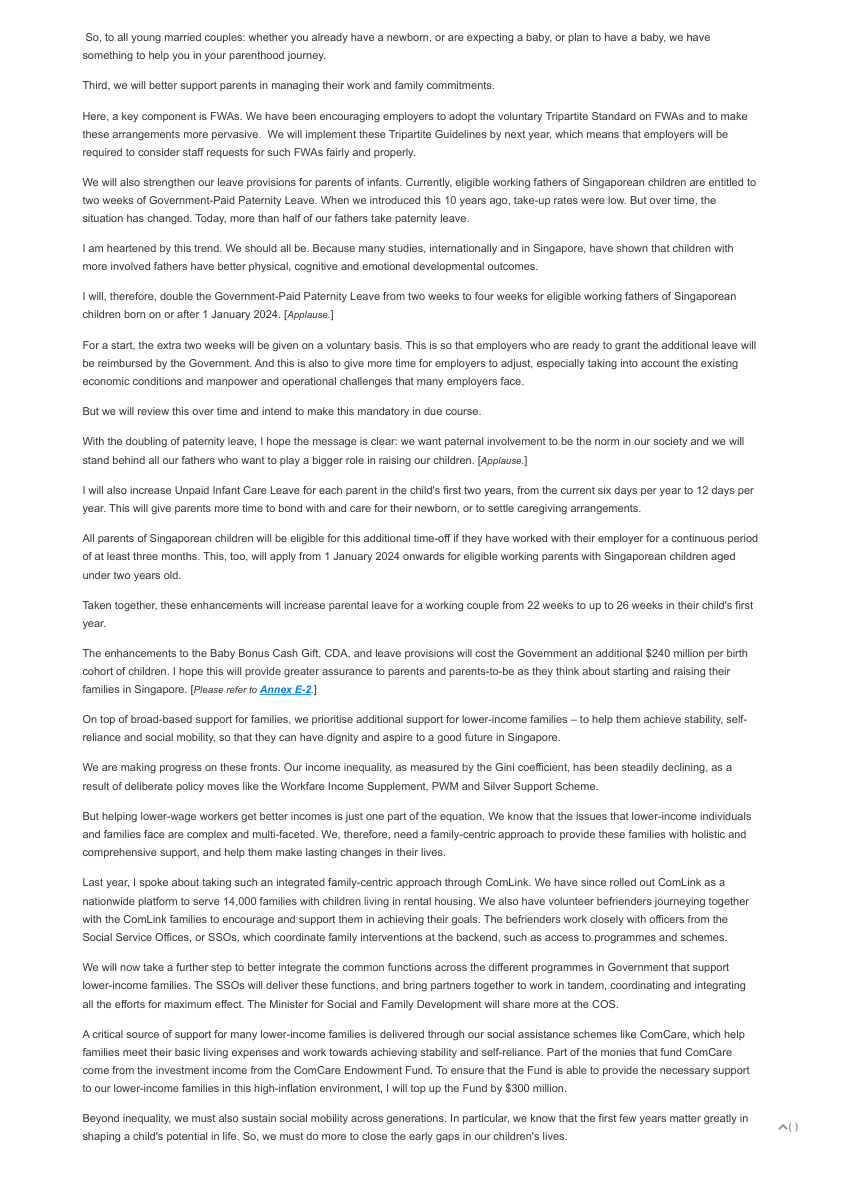 So, to all young married couples: whether you already have a newborn, or are expecting a baby, or plan to have a baby, we have
something to help you in your parenthood journey.
Third, we will better support parents in managing their work and family commitments.
Here, a key component is FWAs. We have been encouraging employers to adopt the voluntary Tripartite Standard on FWAs and to make
these arrangements more pervasive.  We will implement these Tripartite Guidelines by next year, which means that employers will be
required to consider staff requests for such FWAs fairly and properly.
We will also strengthen our leave provisions for parents of infants. Currently, eligible working fathers of Singaporean children are entitled to
two weeks of Government-Paid Paternity Leave. When we introduced this 10 years ago, take-up rates were low. But over time, the
situation has changed. Today, more than half of our fathers take paternity leave.
I am heartened by this trend. We should all be. Because many studies, internationally and in Singapore, have shown that children with
more involved fathers have better physical, cognitive and emotional developmental outcomes.
I will, therefore, double the Government-Paid Paternity Leave from two weeks to four weeks for eligible working fathers of Singaporean
children born on or after 1 January 2024. [Applause.]
For a start, the extra two weeks will be given on a voluntary basis. This is so that employers who are ready to grant the additional leave will
be reimbursed by the Government. And this is also to give more time for employers to adjust, especially taking into account the existing
economic conditions and manpower and operational challenges that many employers face.
But we will review this over time and intend to make this mandatory in due course.
With the doubling of paternity leave, I hope the message is clear: we want paternal involvement to be the norm in our society and we will
stand behind all our fathers who want to play a bigger role in raising our children. [Applause.]
I will also increase Unpaid Infant Care Leave for each parent in the child's first two years, from the current six days per year to 12 days per
year. This will give parents more time to bond with and care for their newborn, or to settle caregiving arrangements.
All parents of Singaporean children will be eligible for this additional time-off if they have worked with their employer for a continuous period
of at least three months. This, too, will apply from 1 January 2024 onwards for eligible working parents with Singaporean children aged
under two years old.
Taken together, these enhancements will increase parental leave for a working couple from 22 weeks to up to 26 weeks in their child's first
year.
The enhancements to the Baby Bonus Cash Gift, CDA, and leave provisions will cost the Government an additional $240 million per birth
cohort of children. I hope this will provide greater assurance to parents and parents-to-be as they think about starting and raising their
families in Singapore. [Please refer to Annex E-2.]
On top of broad-based support for families, we prioritise additional support for lower-income families – to help them achieve stability, self-
reliance and social mobility, so that they can have dignity and aspire to a good future in Singapore.
We are making progress on these fronts. Our income inequality, as measured by the Gini coefficient, has been steadily declining, as a
result of deliberate policy moves like the Workfare Income Supplement, PWM and Silver Support Scheme.
But helping lower-wage workers get better incomes is just one part of the equation. We know that the issues that lower-income individuals
and families face are complex and multi-faceted. We, therefore, need a family-centric approach to provide these families with holistic and
comprehensive support, and help them make lasting changes in their lives.
Last year, I spoke about taking such an integrated family-centric approach through ComLink. We have since rolled out ComLink as a
nationwide platform to serve 14,000 families with children living in rental housing. We also have volunteer befrienders journeying together
with the ComLink families to encourage and support them in achieving their goals. The befrienders work closely with officers from the
Social Service Offices, or SSOs, which coordinate family interventions at the backend, such as access to programmes and schemes.
We will now take a further step to better integrate the common functions across the different programmes in Government that support
lower-income families. The SSOs will deliver these functions, and bring partners together to work in tandem, coordinating and integrating
all the efforts for maximum effect. The Minister for Social and Family Development will share more at the COS.
A critical source of support for many lower-income families is delivered through our social assistance schemes like ComCare, which help
families meet their basic living expenses and work towards achieving stability and self-reliance. Part of the monies that fund ComCare
come from the investment income from the ComCare Endowment Fund. To ensure that the Fund is able to provide the necessary support
to our lower-income families in this high-inflation environment, I will top up the Fund by $300 million.
Beyond inequality, we must also sustain social mobility across generations. In particular, we know that the first few years matter greatly in
shaping a child's potential in life. So, we must do more to close the early gaps in our children's lives.
( )